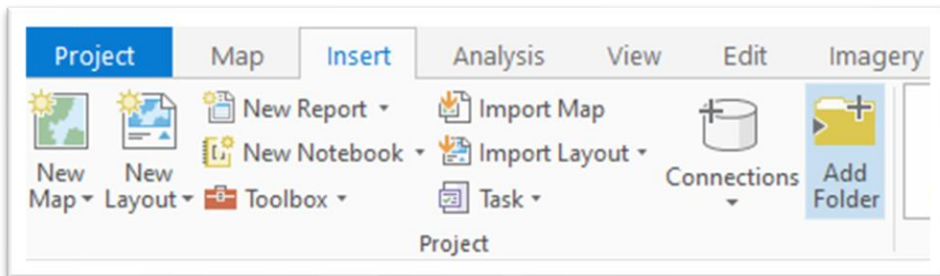 Project Map Insert Analysis View Edit Imagery
New Map
New Layout
New Report
New Notebook
Toolbox
Import Map
Import Layout
Task
Connections
Add
Folder
Project